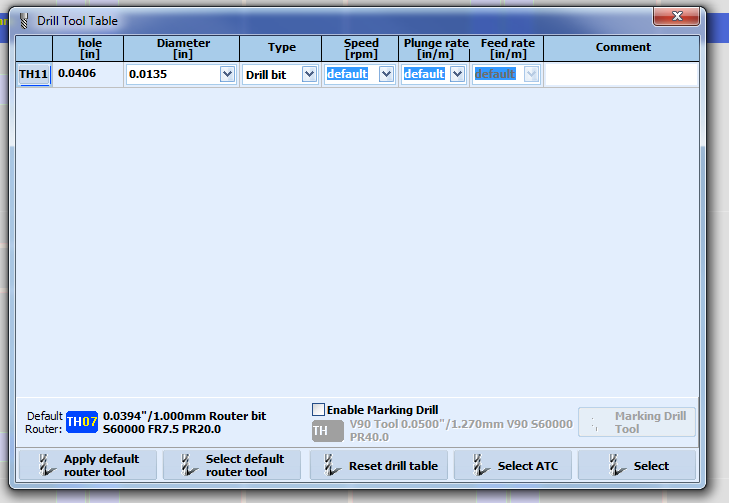 Drill Tool Table
hole [in] Diameter [in] Type Speed [rpm] Plunge rate [in/m] Feed rate [in/m] Comment
TH11 0.0406 0.0135 Drill bit default default default
Default Router: TH07 0.0394"/1.000mm Router bit
S60000 FR7.5 PR20.0
Enable Marking Drill
TH V90 Tool 0.0500"/1.270mm V90 S60000
PR40.0
Marking Drill
Tool
Apply default
router tool
Select default
router tool
Reset drill table
Select ATC
Select